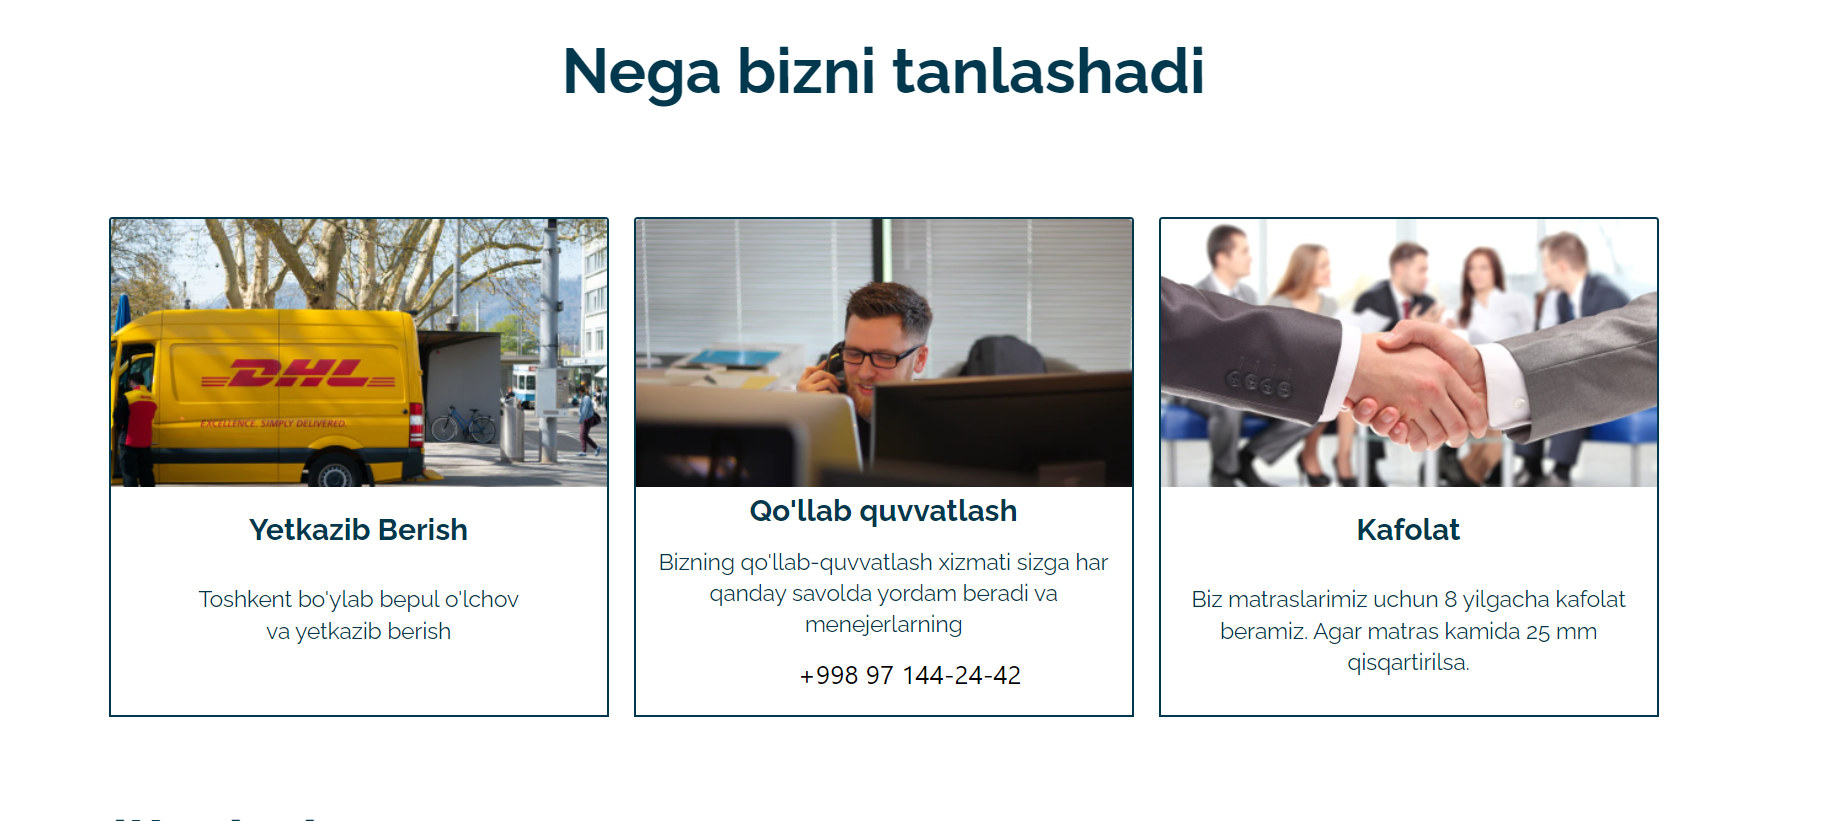 Nega bizni tanlashadi
DHL
EXCELLENCE. SIMPLY DELIVERED.
Yetkazib Berish
Toshkent bo'ylab bepul o'lchov
va yetkazib berish
Qo'llab quvvatlash
Bizning qo'llab-quvvatlash xizmati sizga har
qanday savolda yordam beradi va
menejerlarning
+998 97 144-24-42
Kafolat
Biz matraslarimiz uchun 8 yilgacha kafolat
beramiz. Agar matras kamida 25 mm
qisqartirilsa.